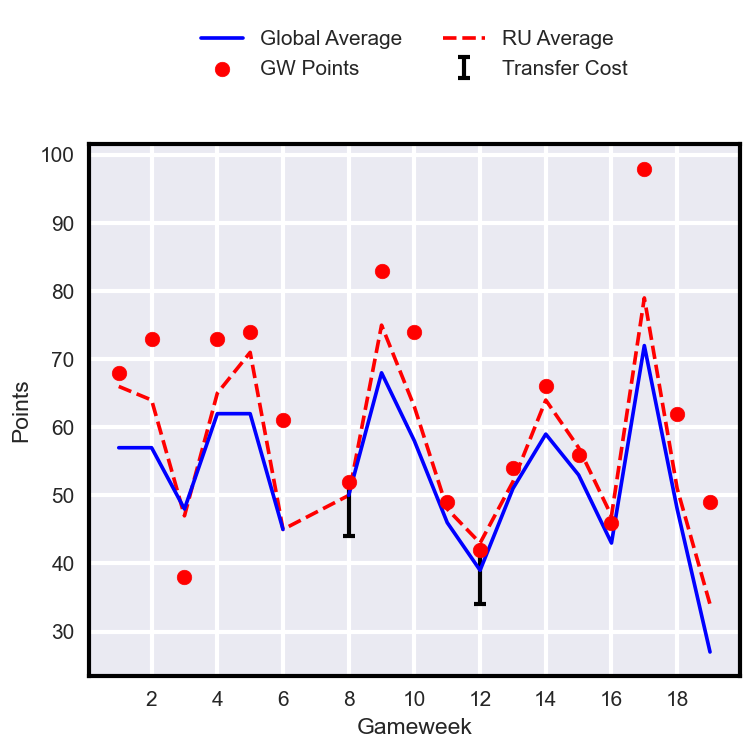 Global Average
RU Average
GW Points
Transfer Cost
100
90
80
70
60
50
40
30
Points
2 4 6 8 10 12 14 16 18
Gameweek